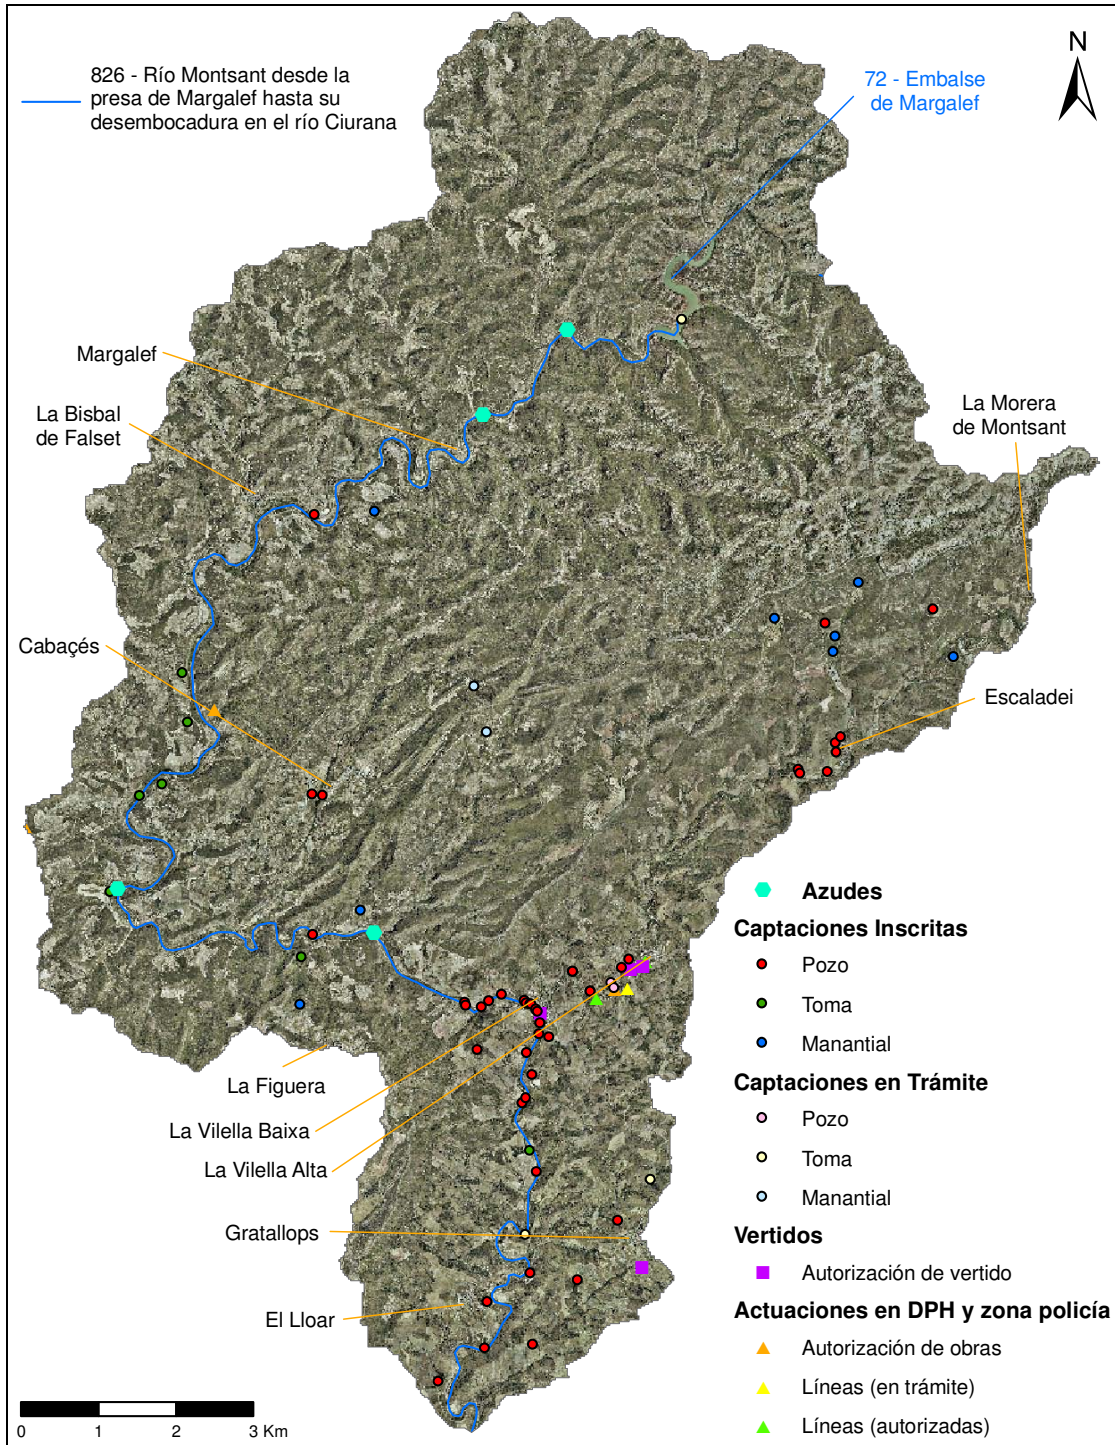 826 - Río Montsant desde la
presa de Margalef hasta su
desembocadura en el río Ciurana
72 - Embalse
de Margalef
N
Margalef
La Bisbal
de Falset
La Morera
de Montsant
Cabaçés
Escaladei
La Figuera
La Vilella Baixa
La Vilella Alta
Gratallops
El Lloar
Azudes
Captaciones Inscritas
Pozo
Toma
Manantial
Captaciones en Trámite
Pozo
Toma
Manantial
Vertidos
Autorización de vertido
Actuaciones en DPH y zona policía
Autorización de obras
Líneas (en trámite)
Líneas (autorizadas)
0 1 2 3 Km